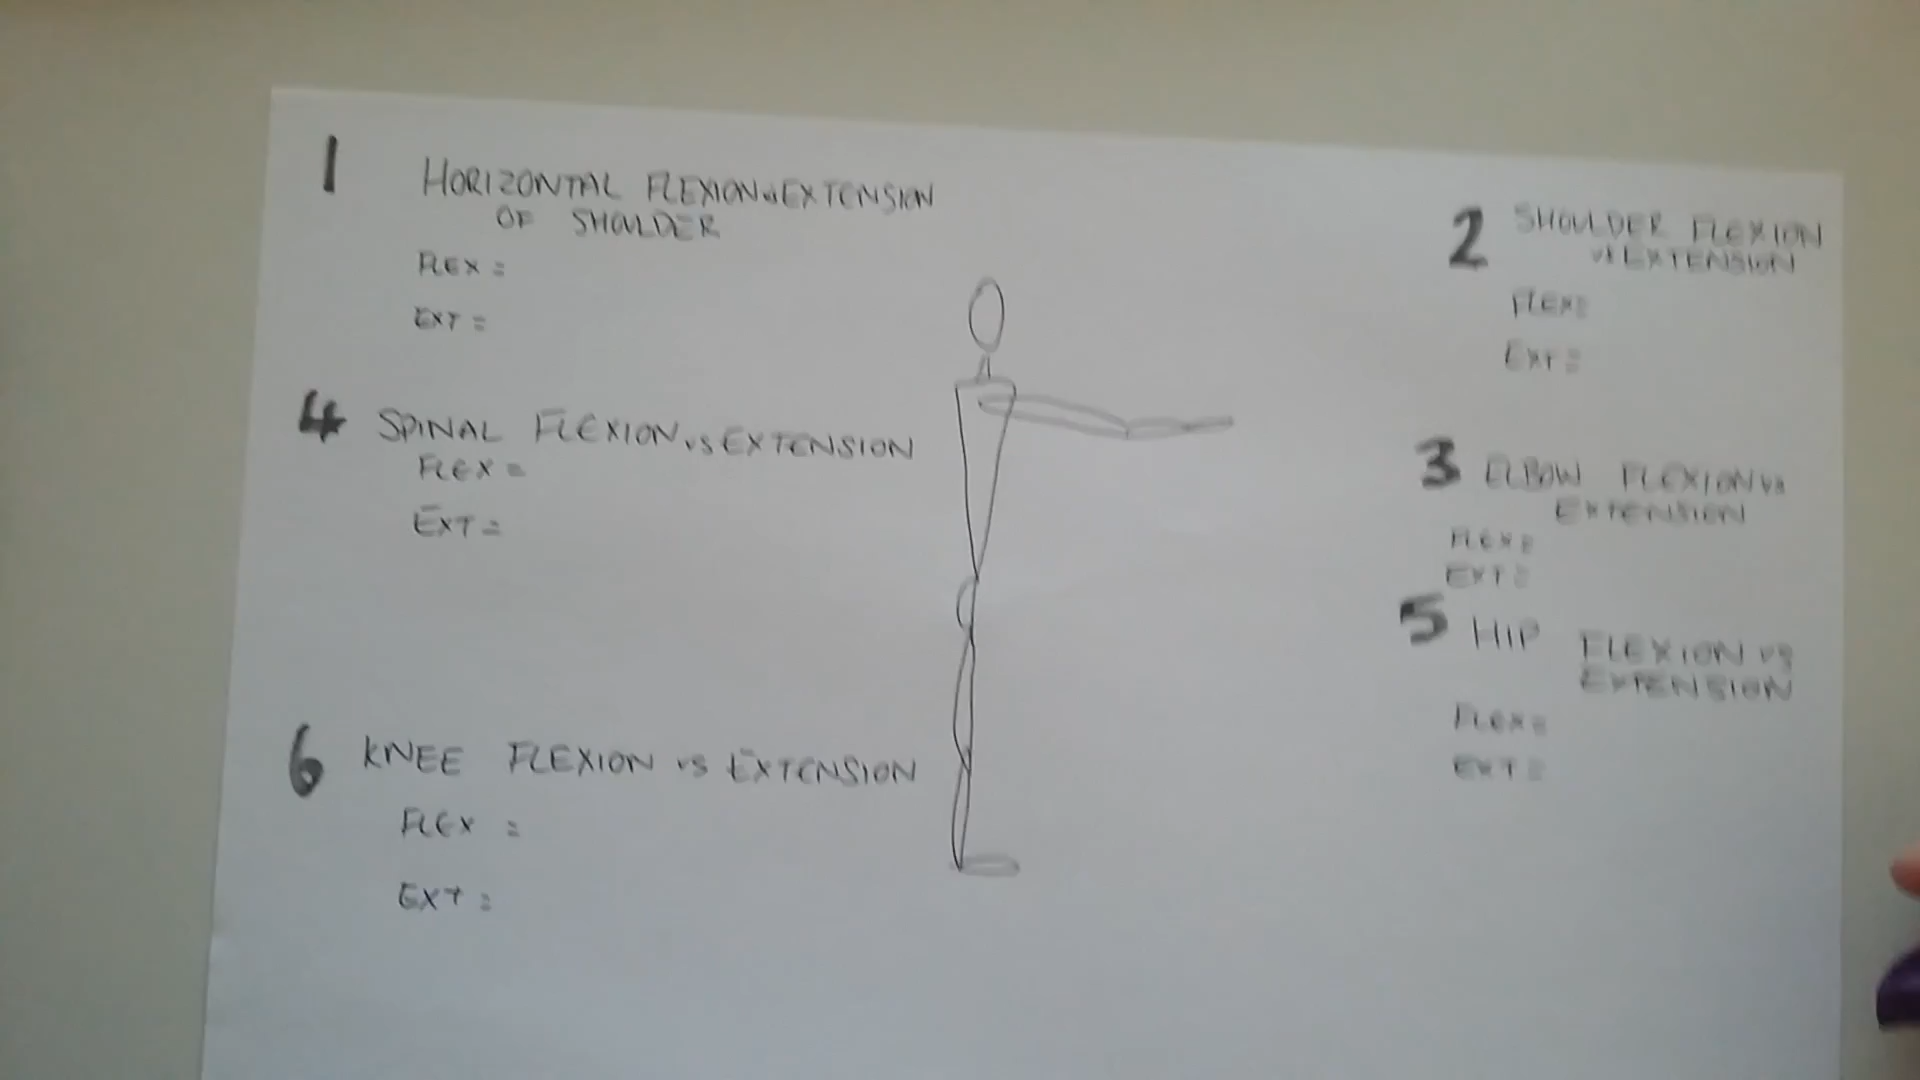 1 HORIZONTAL FLEXION vs EXTENSION
OF SHOULDER
FLEX =
EXT =
2 SHOULDER FLEXION
vs EXTENSION
FLEX =
EXT =
3 ELBOW FLEXION vs
EXTENSION
FLEX =
EXT =
4 SPINAL FLEXION vs EXTENSION
FLEX =
EXT =
5 HIP FLEXION vs
EXTENSION
FLEX =
EXT =
6 KNEE FLEXION vs EXTENSION
FLEX =
EXT =